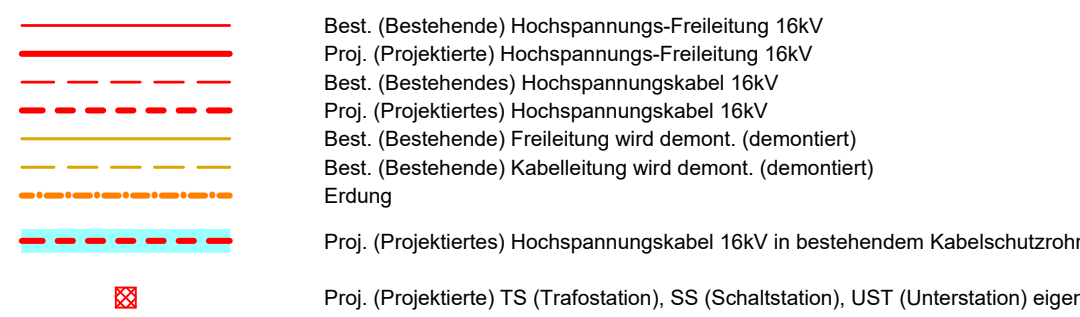 Best. (Bestehende) Hochspannungs-Freileitung 16kV
Proj. (Projektierte) Hochspannungs-Freileitung 16kV
Best. (Bestehendes) Hochspannungskabel 16kV
Proj. (Projektiertes) Hochspannungskabel 16kV
Best. (Bestehende) Freileitung wird demont. (demontiert)
Best. (Bestehende) Kabelleitung wird demont. (demontiert)
Erdung
Proj. (Projektiertes) Hochspannungskabel 16kV in bestehendem Kabelschutzrohr
Proj. (Projektierte) TS (Trafostation), SS (Schaltstation), UST (Unterstation)